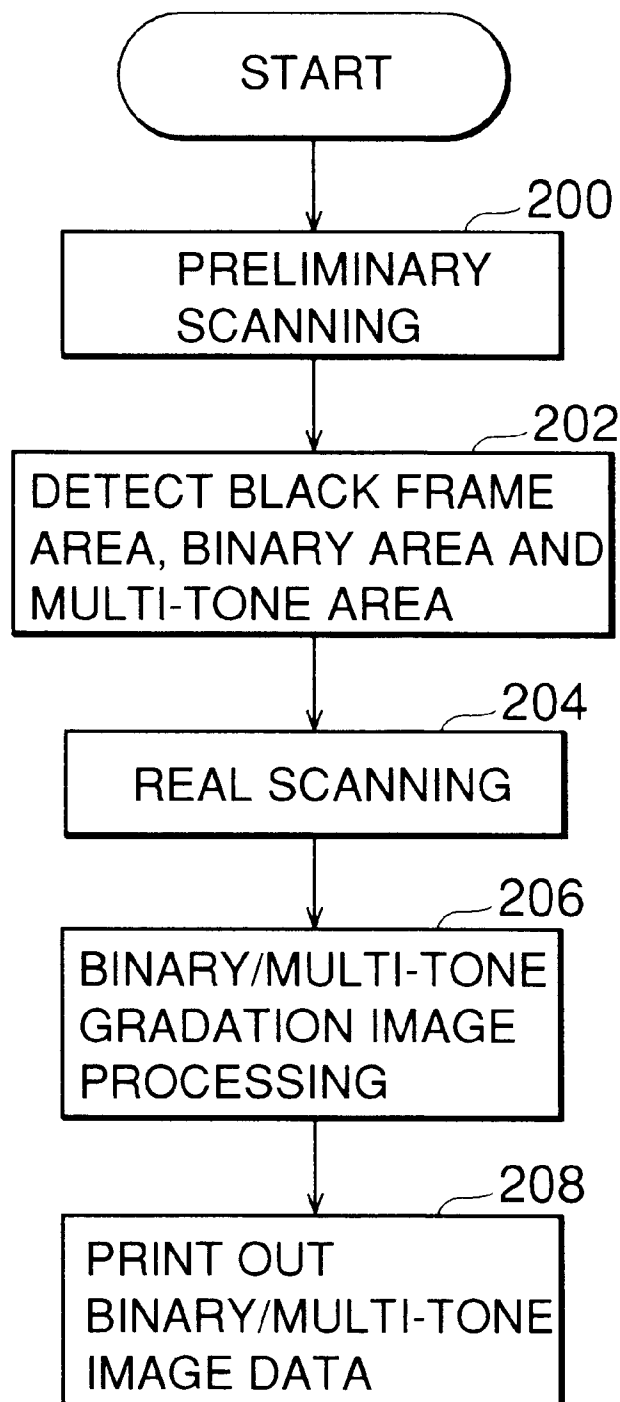 START
200
PRELIMINARY
SCANNING
202
DETECT BLACK FRAME
AREA, BINARY AREA AND
MULTI-TONE AREA
204
REAL SCANNING
206
BINARY/MULTI-TONE
GRADATION IMAGE
PROCESSING
208
PRINT OUT
BINARY/MULTI-TONE
IMAGE DATA